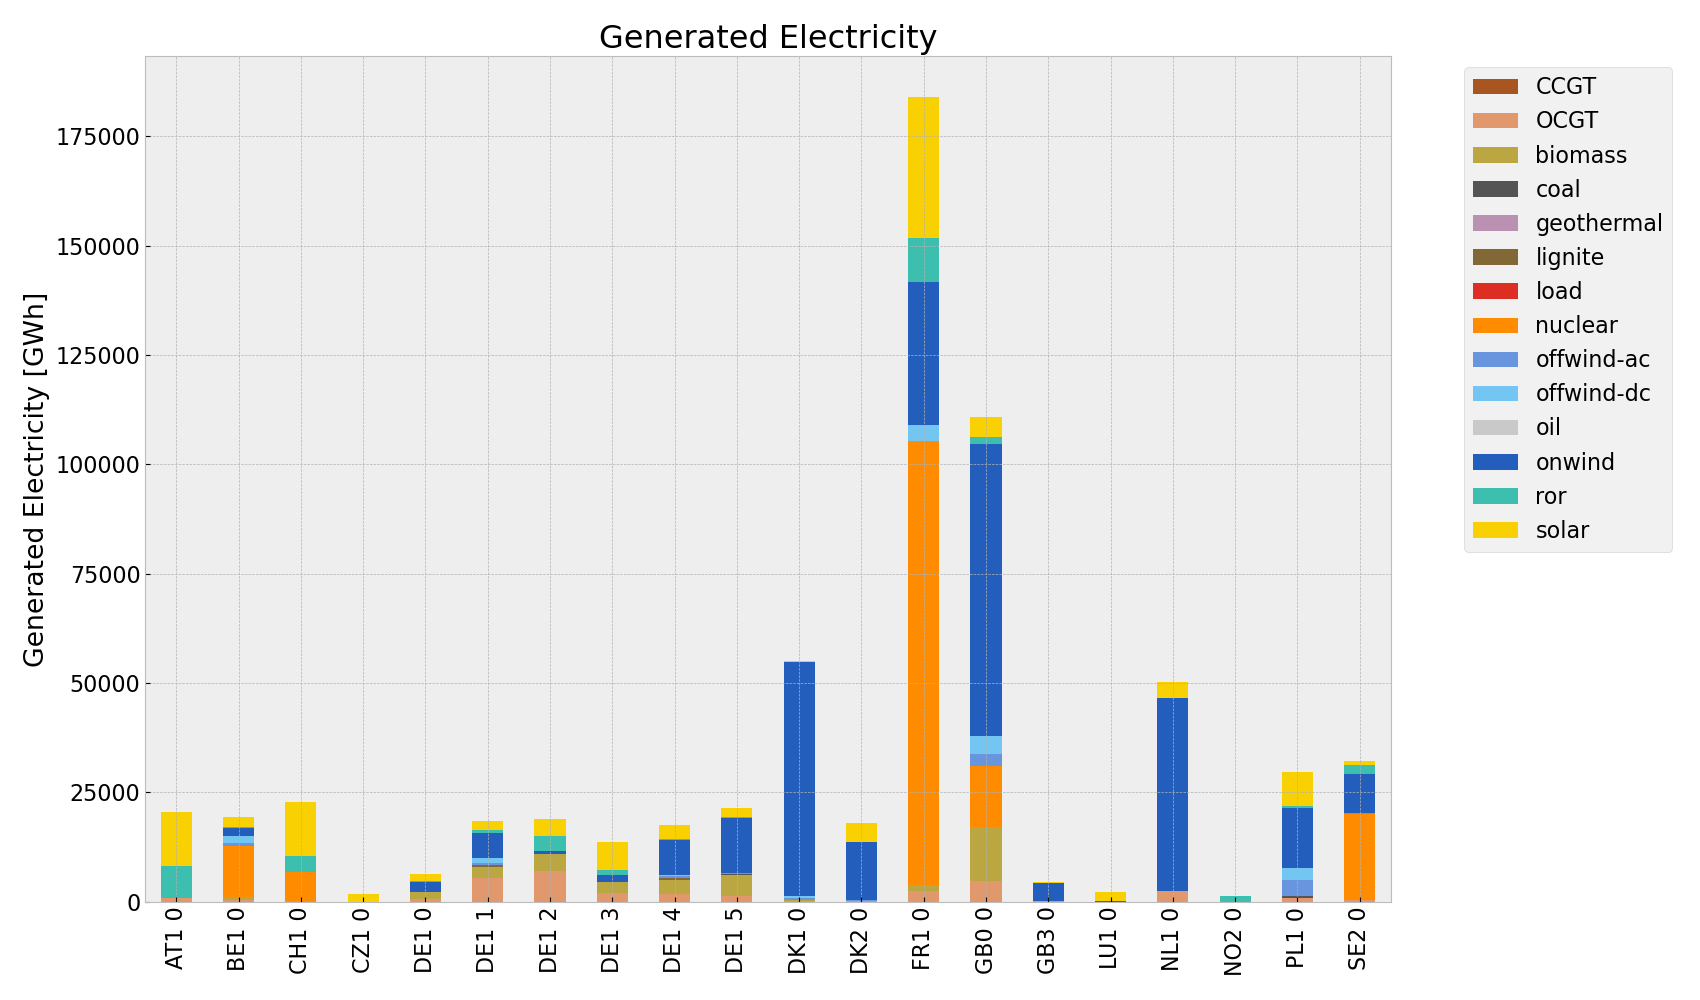 Generated Electricity
Generated Electricity [GWh]
175000
150000
125000
100000
75000
50000
25000
0
AT1 0
BE1 0
CH1 0
CZ1 0
DE1 0
DE1 1
DE1 2
DE1 3
DE1 4
DE1 5
DK1 0
DK2 0
FR1 0
GB0 0
GB3 0
LU1 0
NL1 0
NO2 0
PL1 0
SE2 0
CCGT
OCGT
biomass
coal
geothermal
lignite
load
nuclear
offwind-ac
offwind-dc
oil
onwind
ror
solar